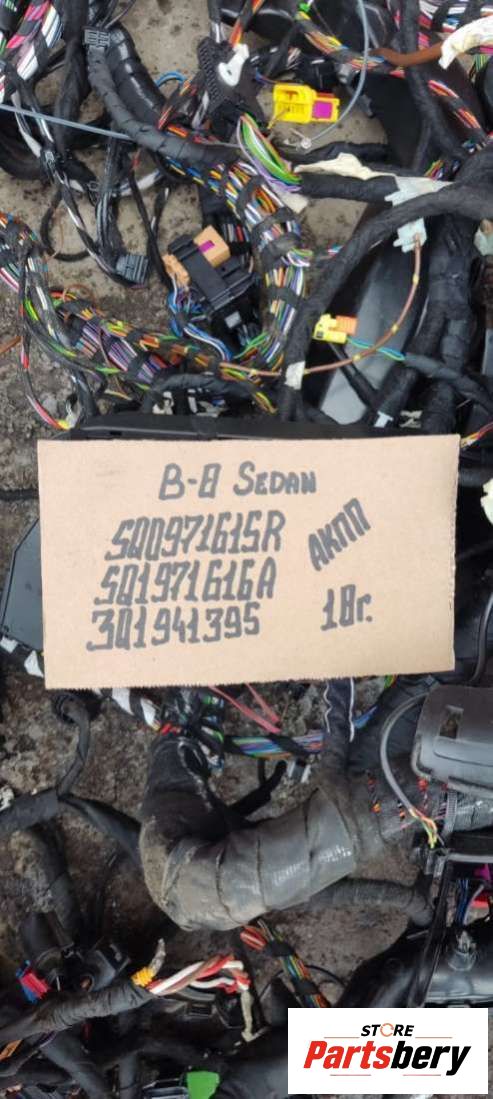 B-8 SEDAN
5Q0971615R
АКПП
5Q1971616A
3Q1941395
18г.
STORE
Partsbery